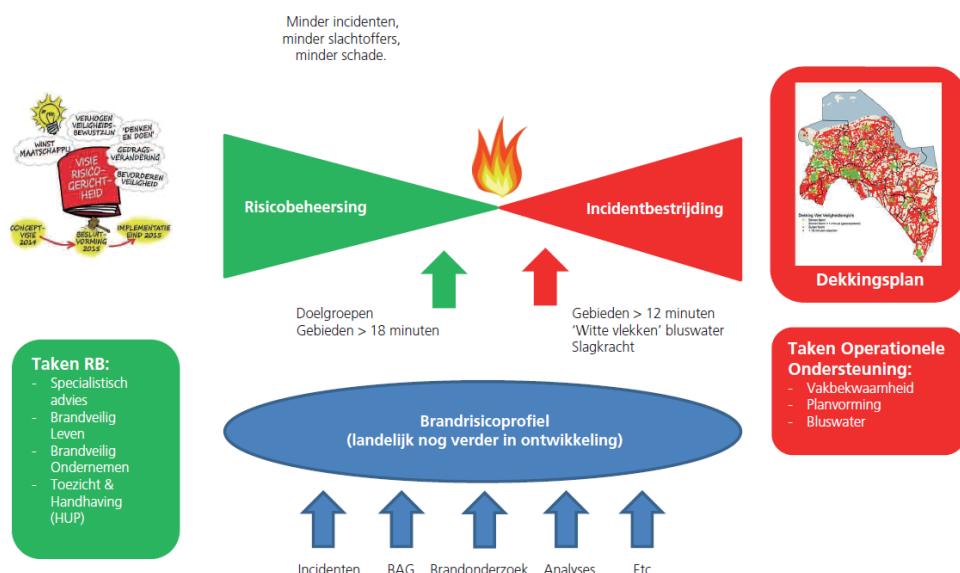 Minder incidenten,
minder slachtoffers,
minder schade.
VERHOGEN
VEILIGHEIDS-
BEWUSTZIJN
'DENKEN
EN DOEN'
WINST
MAATSCHAPPIJ
GEDRAGS-
VERANDERING
VISIE
RISICO-
GERICHT-
HEID
BEVORDEREN
VEILIGHEID
CONCEPT-
VISIE
2014
BESLUIT-
VORMING
2015
IMPLEMENTATIE
EIND 2015
Risicobeheersing
Incidentbestrijding
Dekkingsplan
Doelgroepen
Gebieden > 18 minuten
Gebieden > 12 minuten
'Witte vlekken' bluswater
Slagkracht
Taken RB:
- Specialistisch
advies
- Brandveilig
Leven
- Brandveilig
Ondernemen
- Toezicht &
Handhaving
(HUP)
Brandrisicoprofiel
(landelijk nog verder in ontwikkeling)
Taken Operationele
Ondersteuning:
- Vakbekwaamheid
- Planvorming
- Bluswater
Incidenten BAG Brandonderzoek Analyses Etc